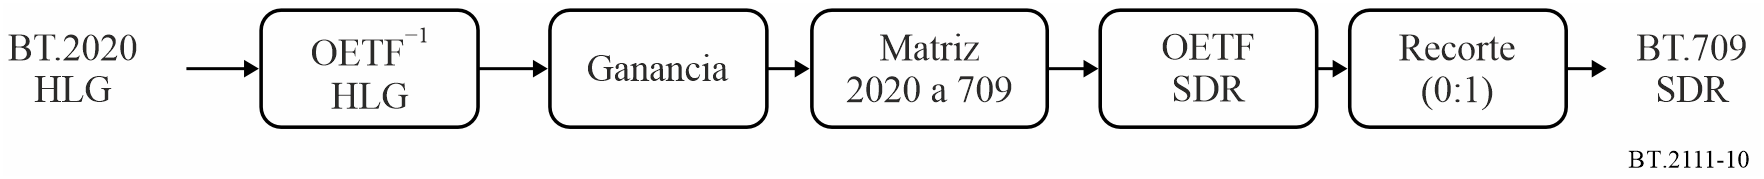 BT.2020
HLG
OETF⁻¹
HLG
Ganancia
Matriz
2020 a 709
OETF
SDR
Recorte
(0:1)
BT.709
SDR
BT.2111-10